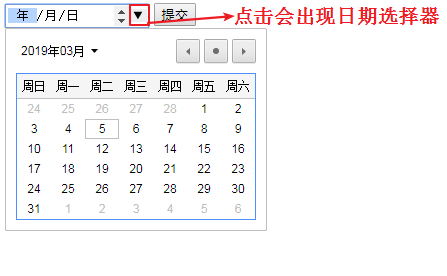 年/月/日 提交 点击会出现日期选择器
2019年03月
周日 周一 周二 周三 周四 周五 周六
24 25 26 27 28 1 2
3 4 5 6 7 8 9
10 11 12 13 14 15 16
17 18 19 20 21 22 23
24 25 26 27 28 29 30
31 1 2 3 4 5 6